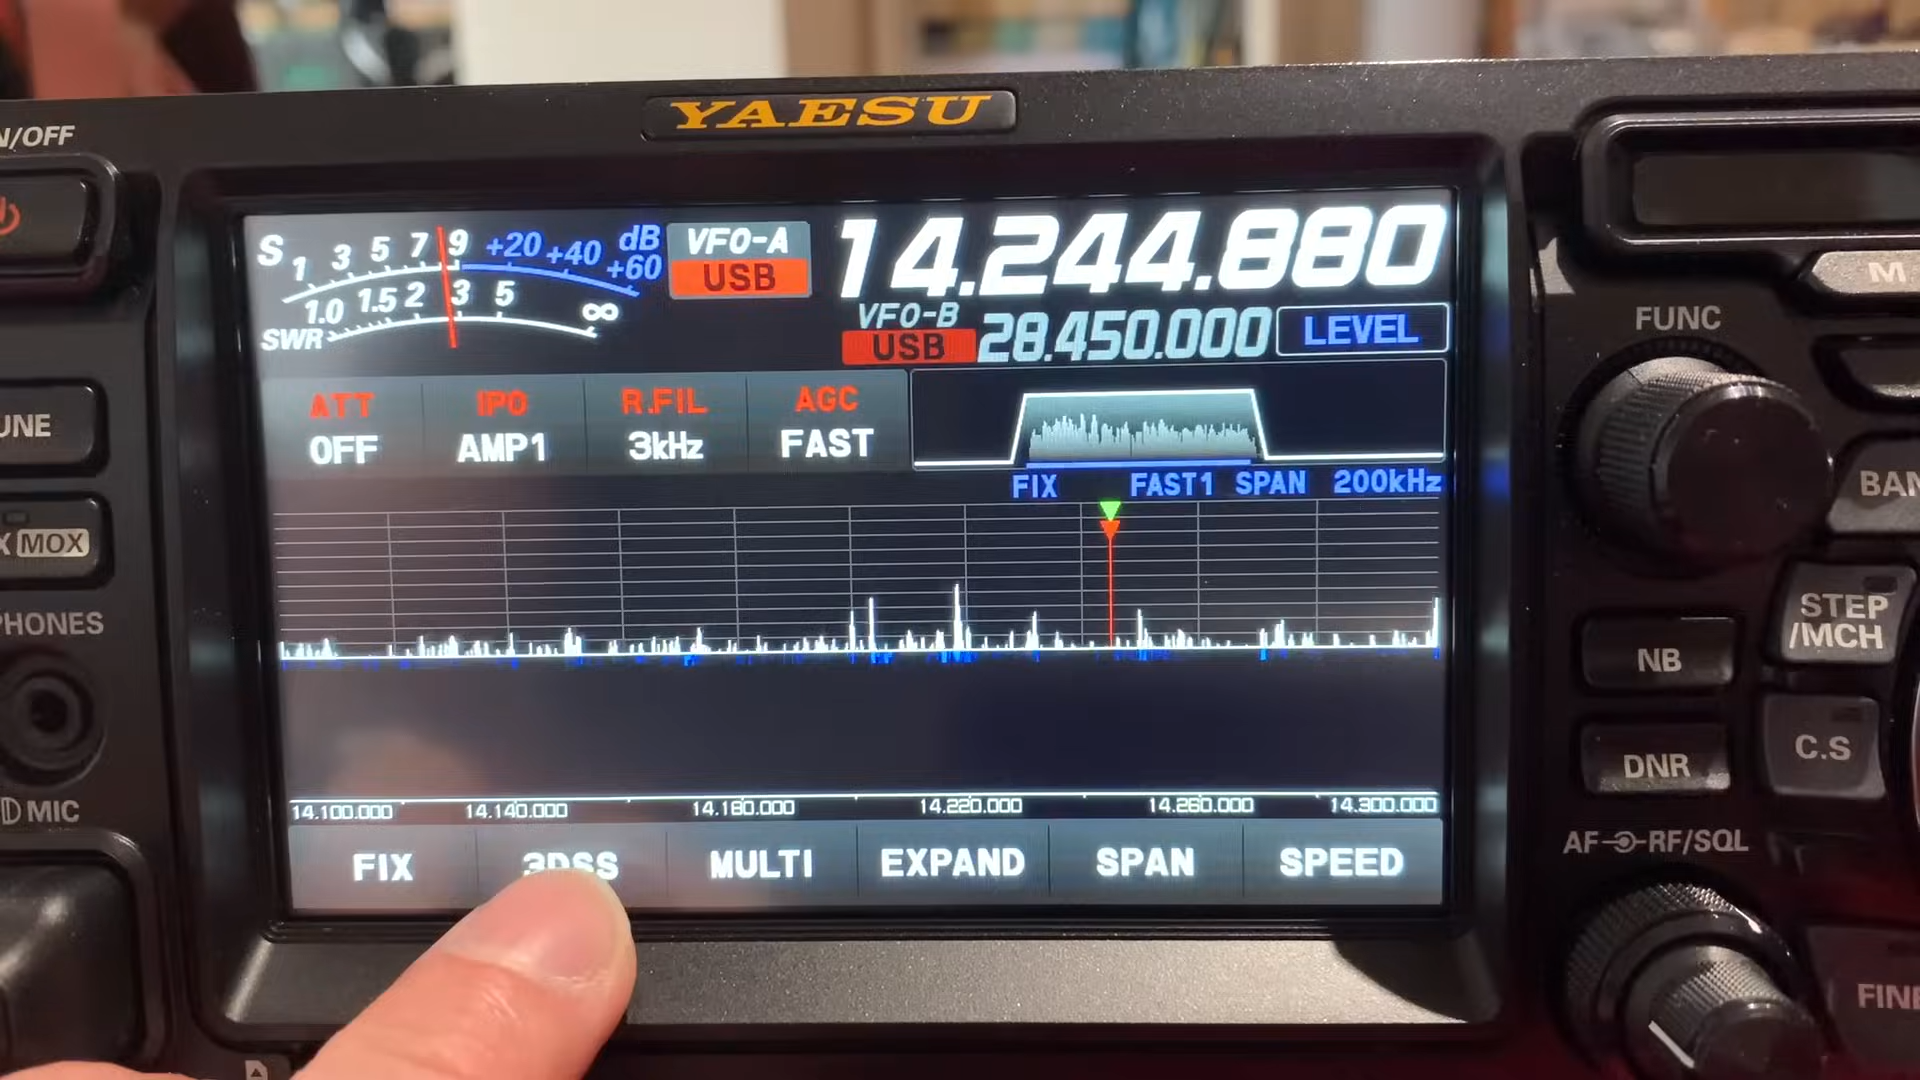 YAESU
N/OFF
S 1 3 5 7 9 +20 +40 +60 dB
1.0 1.5 2 3 5 ∞
SWR
VFO-A
USB
14.244.880
VFO-B
USB
28.450.000
LEVEL
ATT
OFF
IPO
AMP1
R.FIL
3kHz
AGC
FAST
FIX FAST1 SPAN 200kHz
14.100.000 14.140.000 14.180.000 14.220.000 14.260.000 14.300.000
FIX 3DSS MULTI EXPAND SPAN SPEED
UNE
X MOX
PHONES
MIC
M
FUNC
BAN
STEP
/MCH
NB
DNR
C.S
AF RF/SQL
FINE